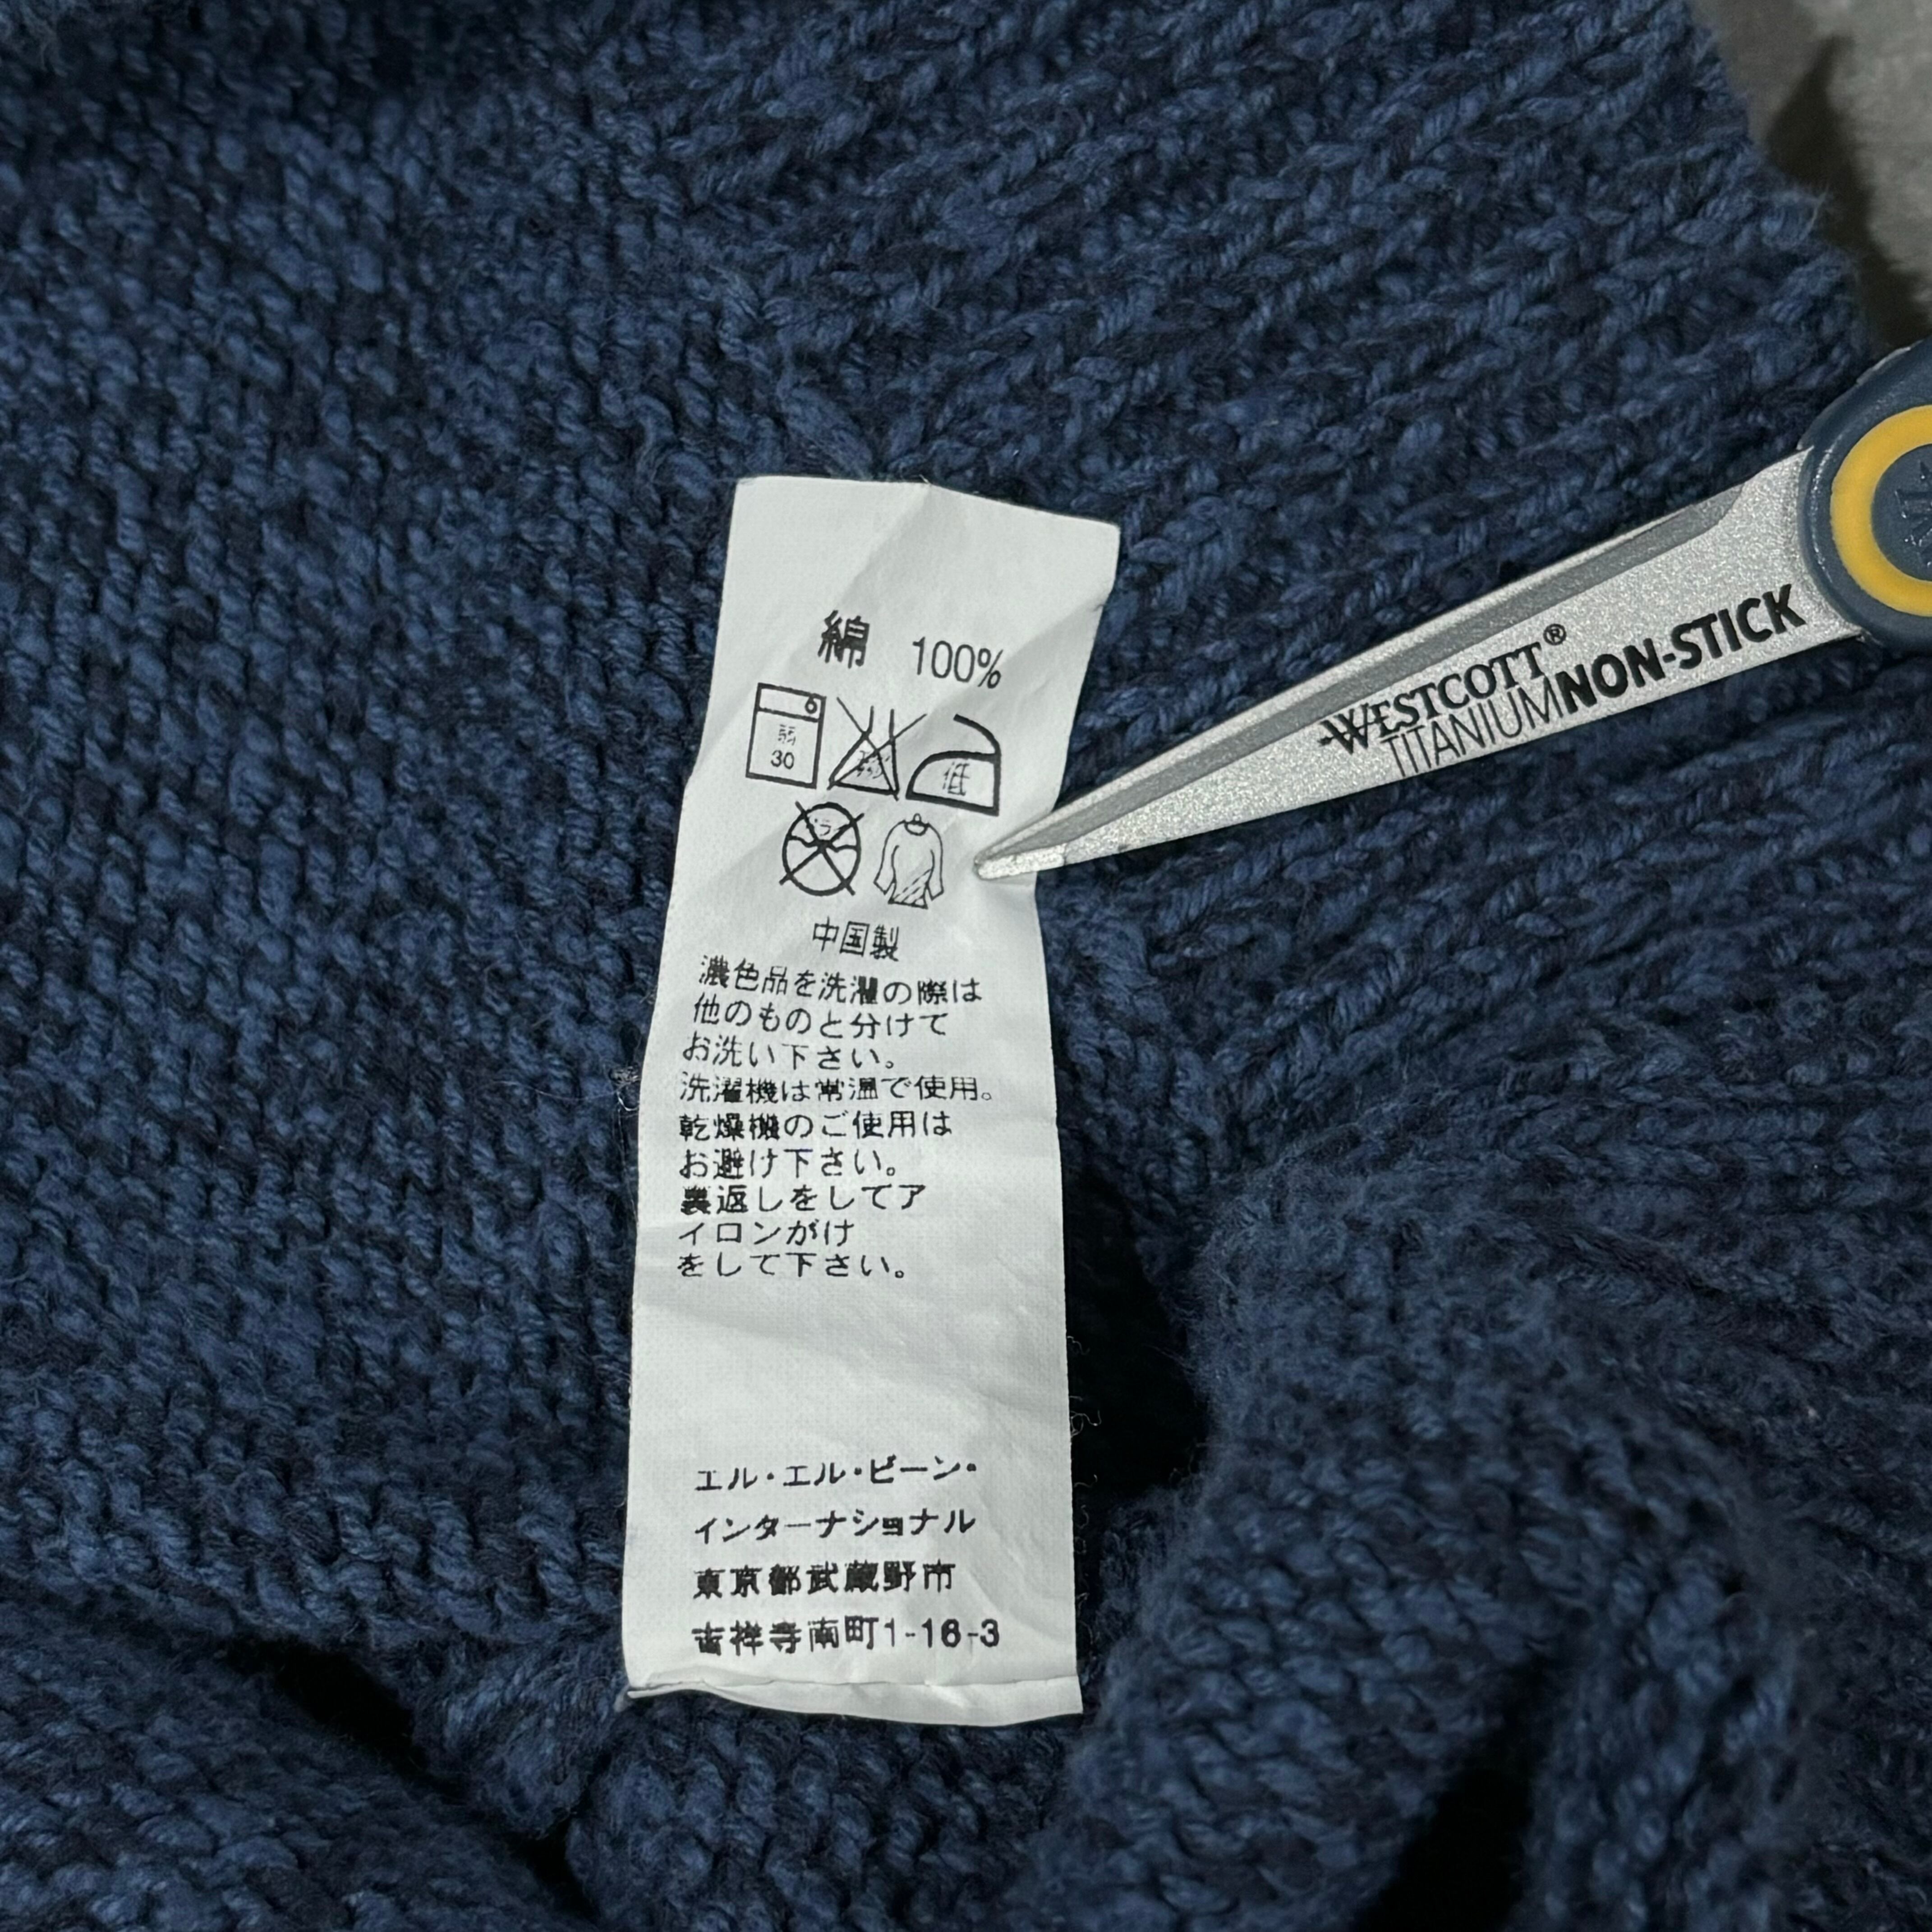 綿 100%
弱
30
低
中国製
濃色品を洗濯の際は
他のものと分けて
お洗い下さい。
洗濯機は常温で使用。
乾燥機のご使用は
お避け下さい。
裏返しをしてア
イロンがけ
をして下さい。
エル・エル・ビーン・
インターナショナル
東京都武蔵野市
吉祥寺南町1-16-3
WESTCOTT®
TITANIUM NON-STICK